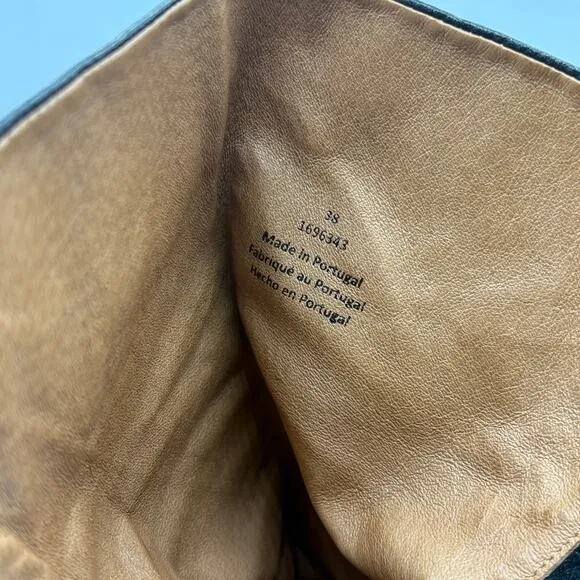 38
1696343
Made in Portugal
Fabriqué au Portugal
Hecho en Portugal